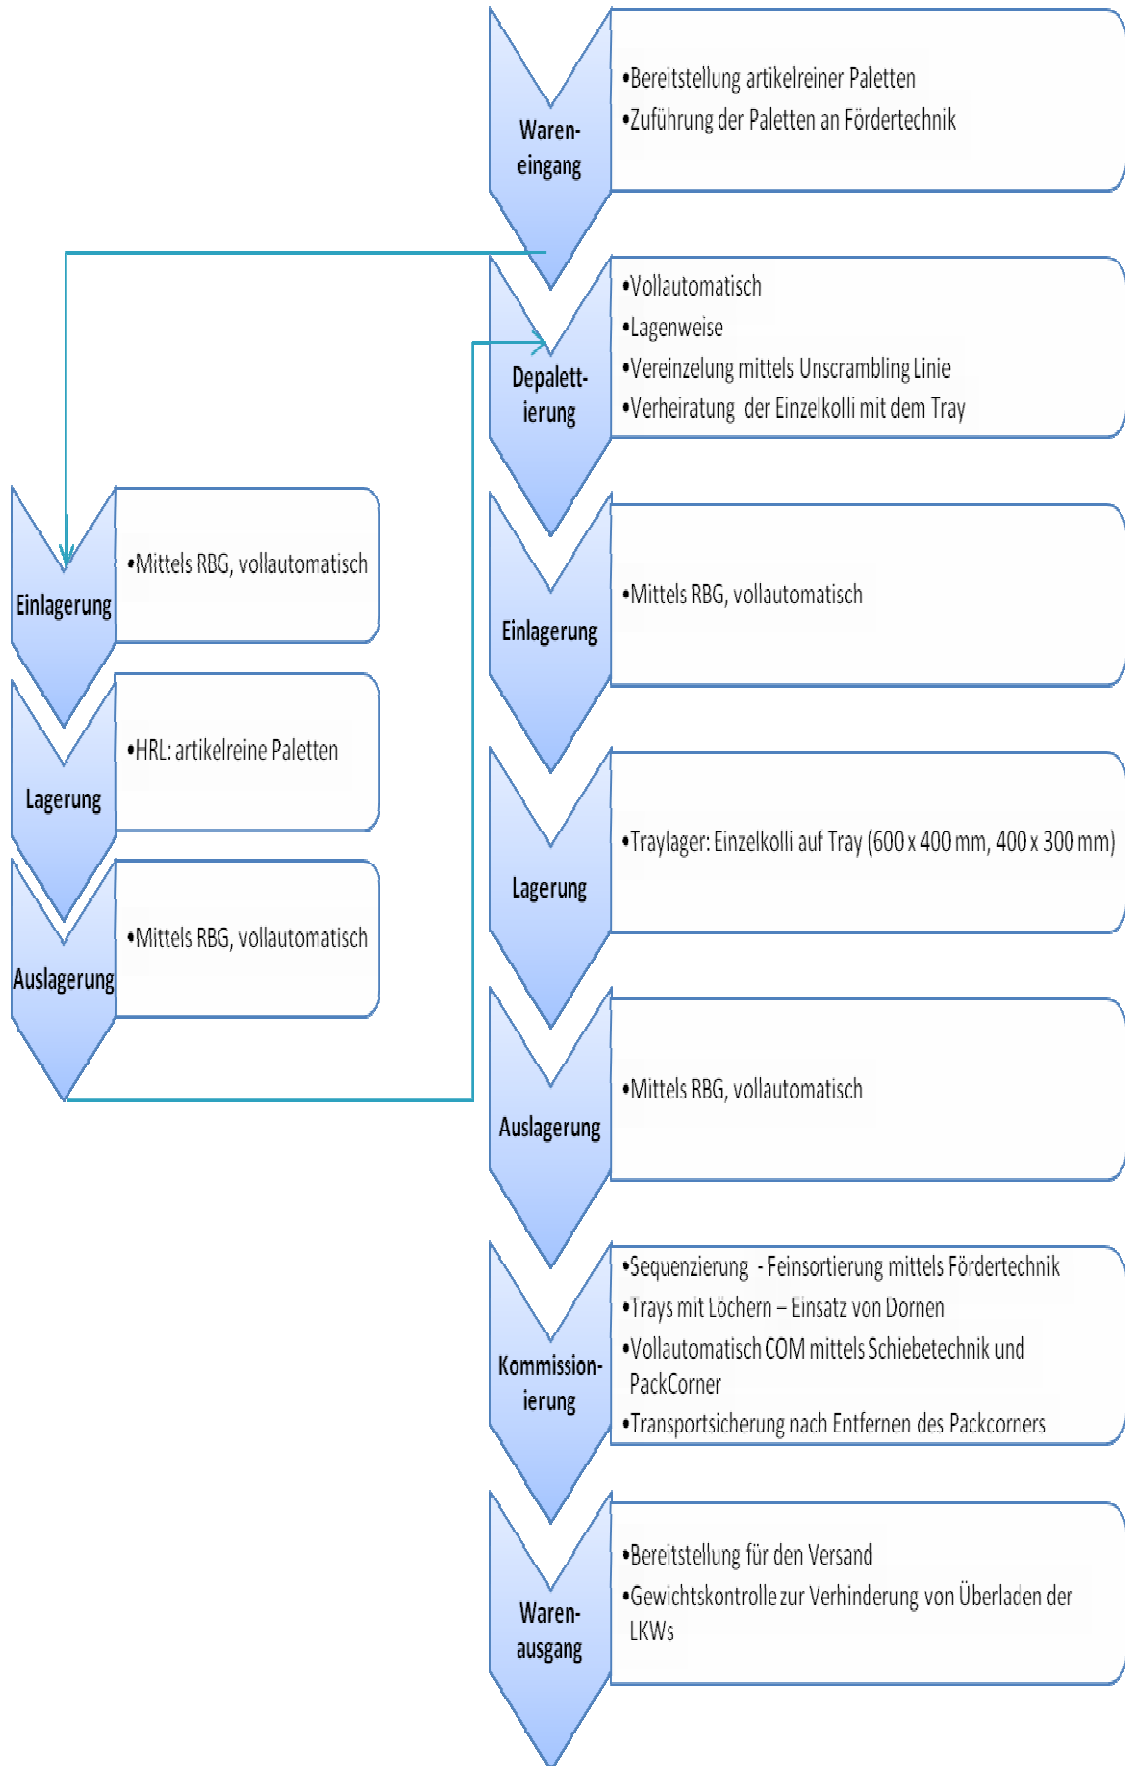 Waren-
eingang
•Bereitstellung artikelreiner Paletten
•Zuführung der Paletten an Fördertechnik
Depalett-
ierung
•Vollautomatisch
•Lagenweise
•Vereinzelung mittels Unscrambling Linie
•Verheiratung der Einzelkolli mit dem Tray
Einlagerung
•Mittels RBG, vollautomatisch
Lagerung
•HRL: artikelreine Paletten
Auslagerung
•Mittels RBG, vollautomatisch
Einlagerung
•Mittels RBG, vollautomatisch
Lagerung
•Traylager: Einzelkolli auf Tray (600 x 400 mm, 400 x 300 mm)
Auslagerung
•Mittels RBG, vollautomatisch
Kommission-
ierung
•Sequenzierung - Feinsortierung mittels Fördertechnik
•Trays mit Löchern – Einsatz von Dornen
•Vollautomatisch COM mittels Schiebetechnik und
PackCorner
•Transportsicherung nach Entfernen des Packcorners
Waren-
ausgang
•Bereitstellung für den Versand
•Gewichtskontrolle zur Verhinderung von Überladen der
LKWs